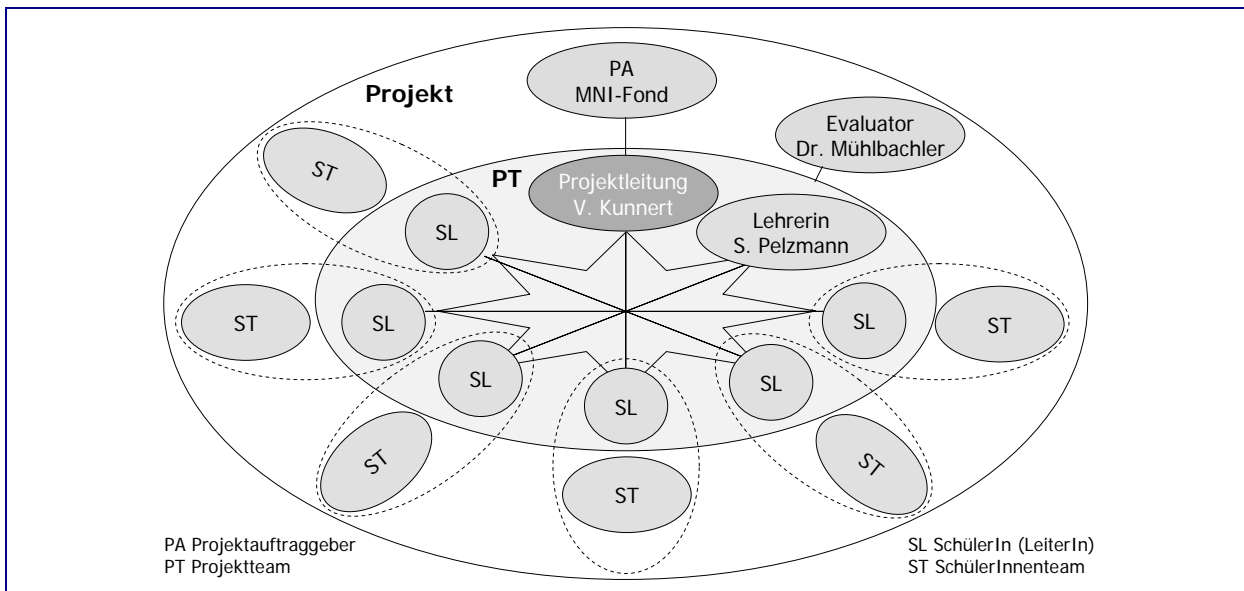 PA
MNI-Fond
Projekt
Evaluator
Dr. Mühlbachler
ST
PT
Projektleitung
V. Kunnert
Lehrerin
S. Pelzmann
SL
ST
SL
SL
ST
SL
SL
SL
ST
ST
ST
PA Projektauftraggeber
PT Projektteam
SL SchülerIn (LeiterIn)
ST SchülerInnenteam